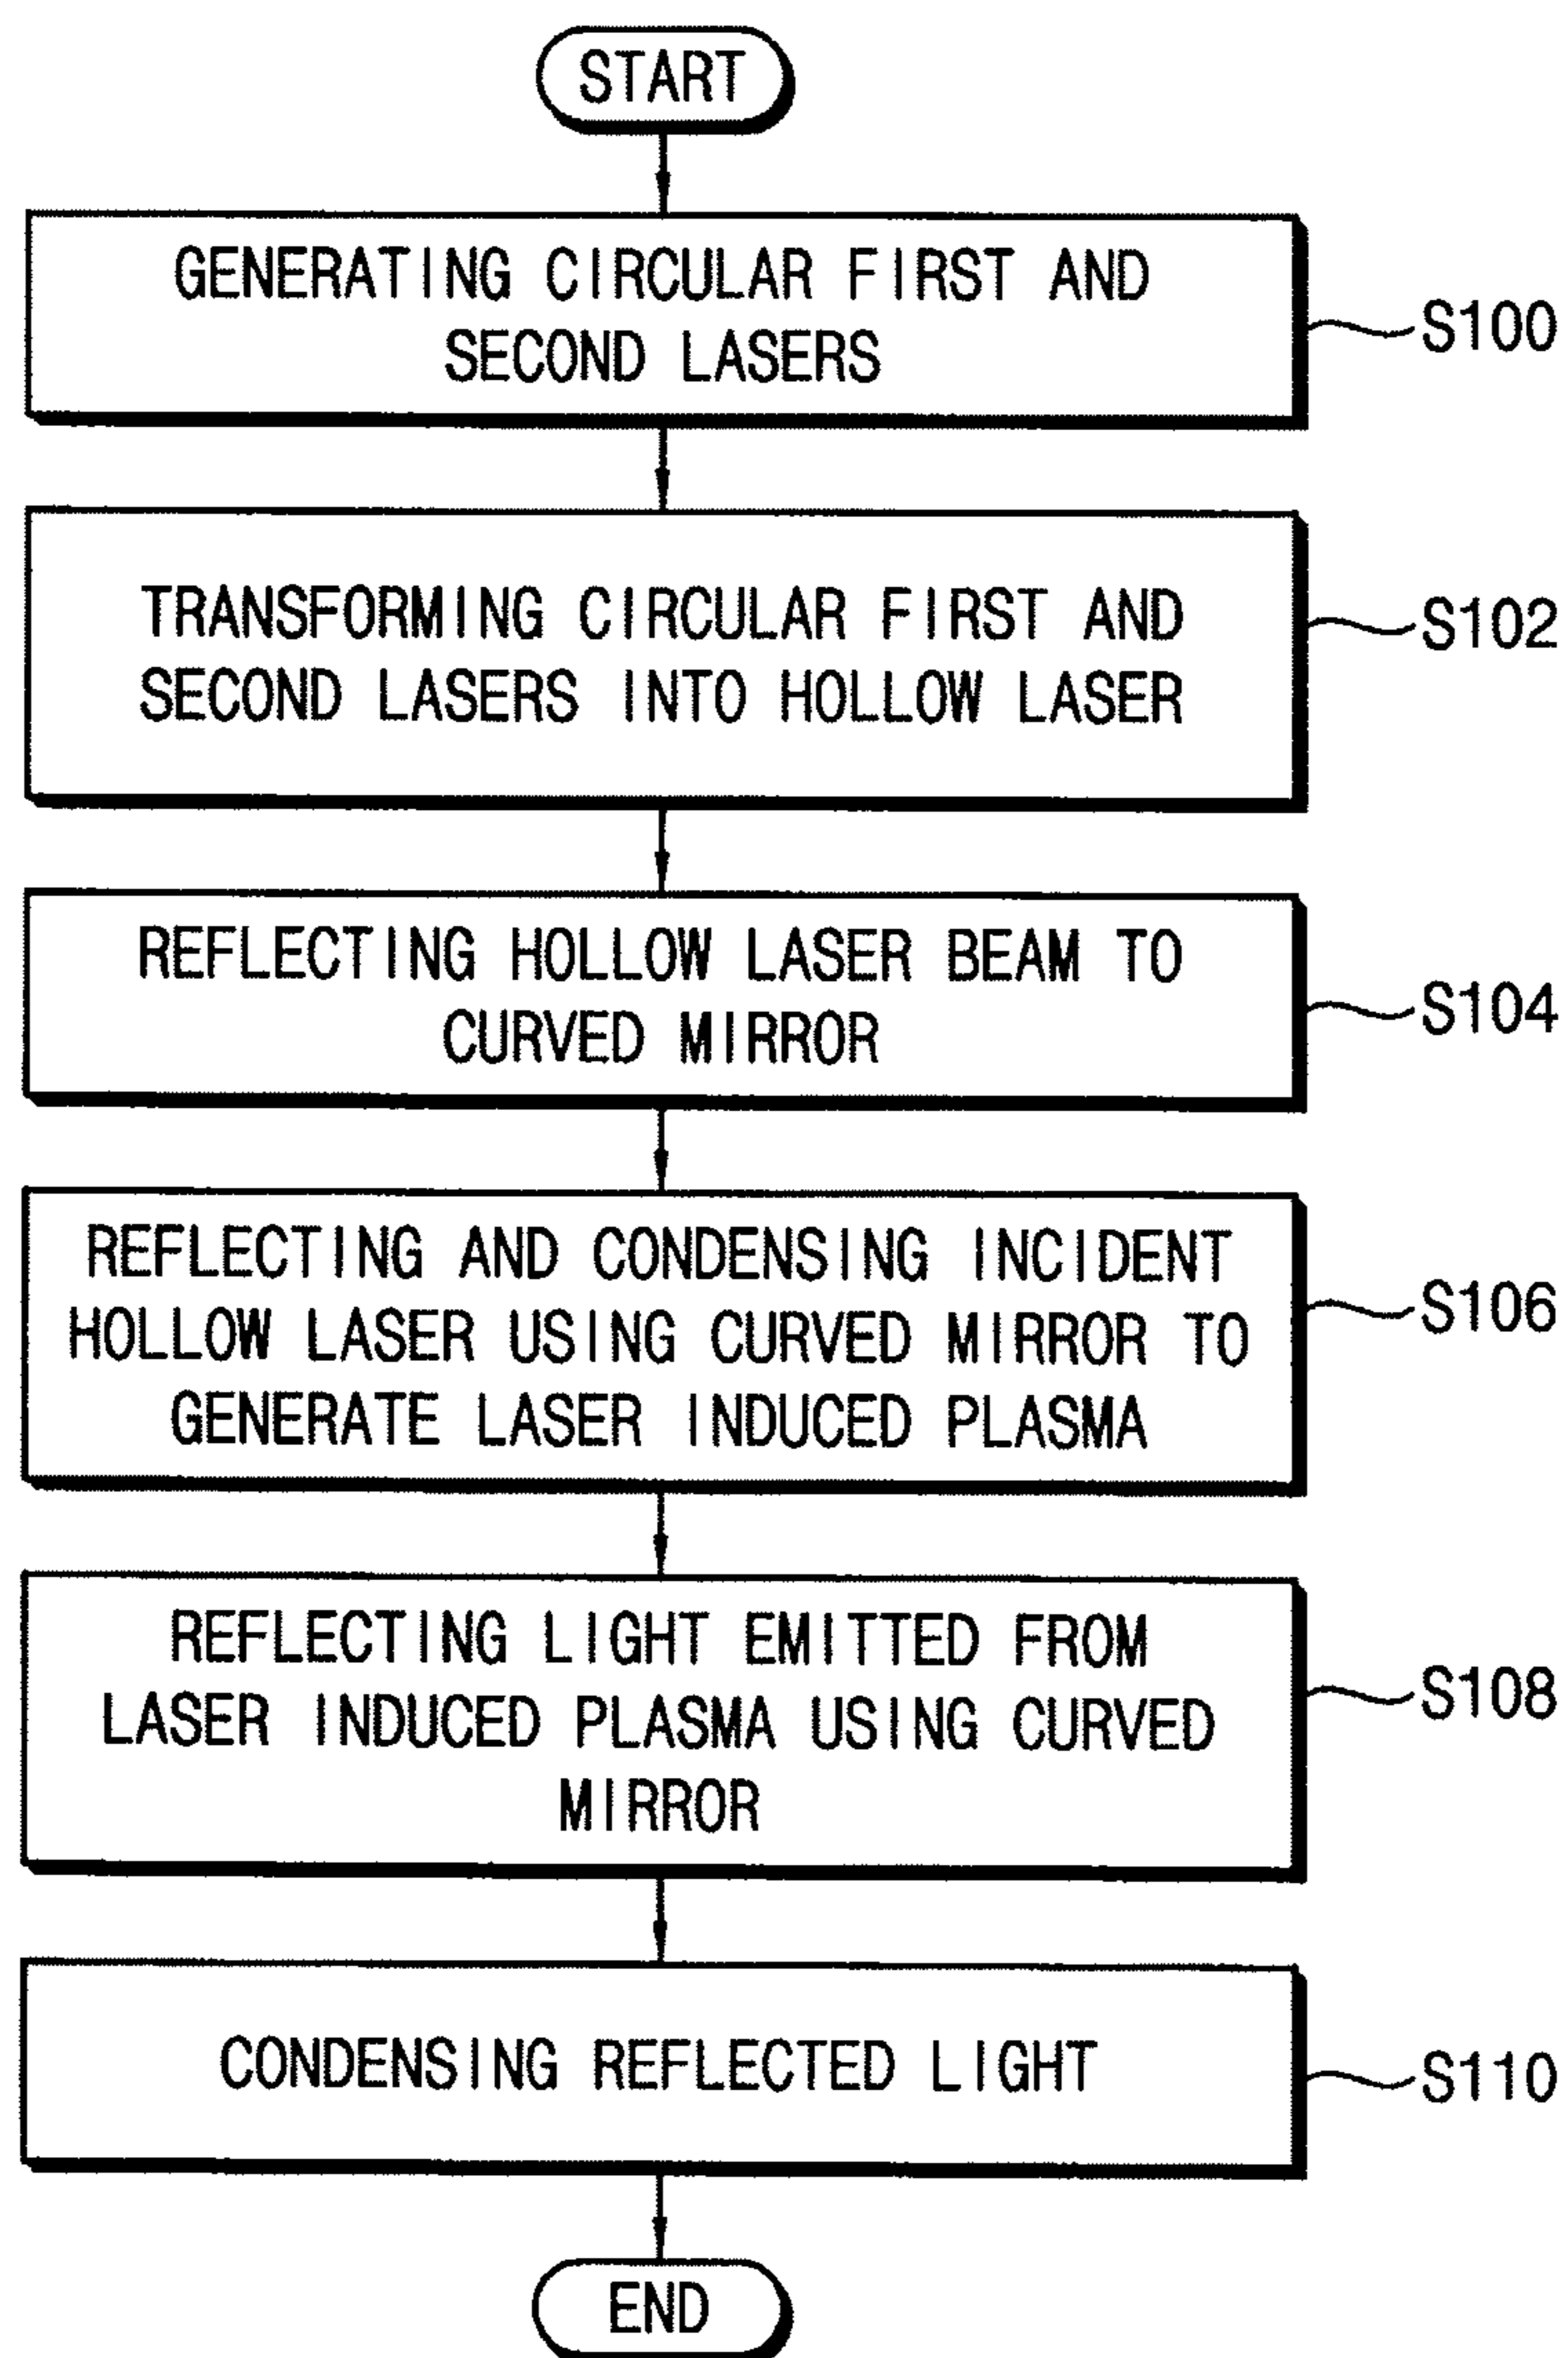 START
GENERATING CIRCULAR FIRST AND
SECOND LASERS
S100
TRANSFORMING CIRCULAR FIRST AND
SECOND LASERS INTO HOLLOW LASER
S102
REFLECTING HOLLOW LASER BEAM TO
CURVED MIRROR
S104
REFLECTING AND CONDENSING INCIDENT
HOLLOW LASER USING CURVED MIRROR TO
GENERATE LASER INDUCED PLASMA
S106
REFLECTING LIGHT EMITTED FROM
LASER INDUCED PLASMA USING CURVED
MIRROR
S108
CONDENSING REFLECTED LIGHT
S110
END